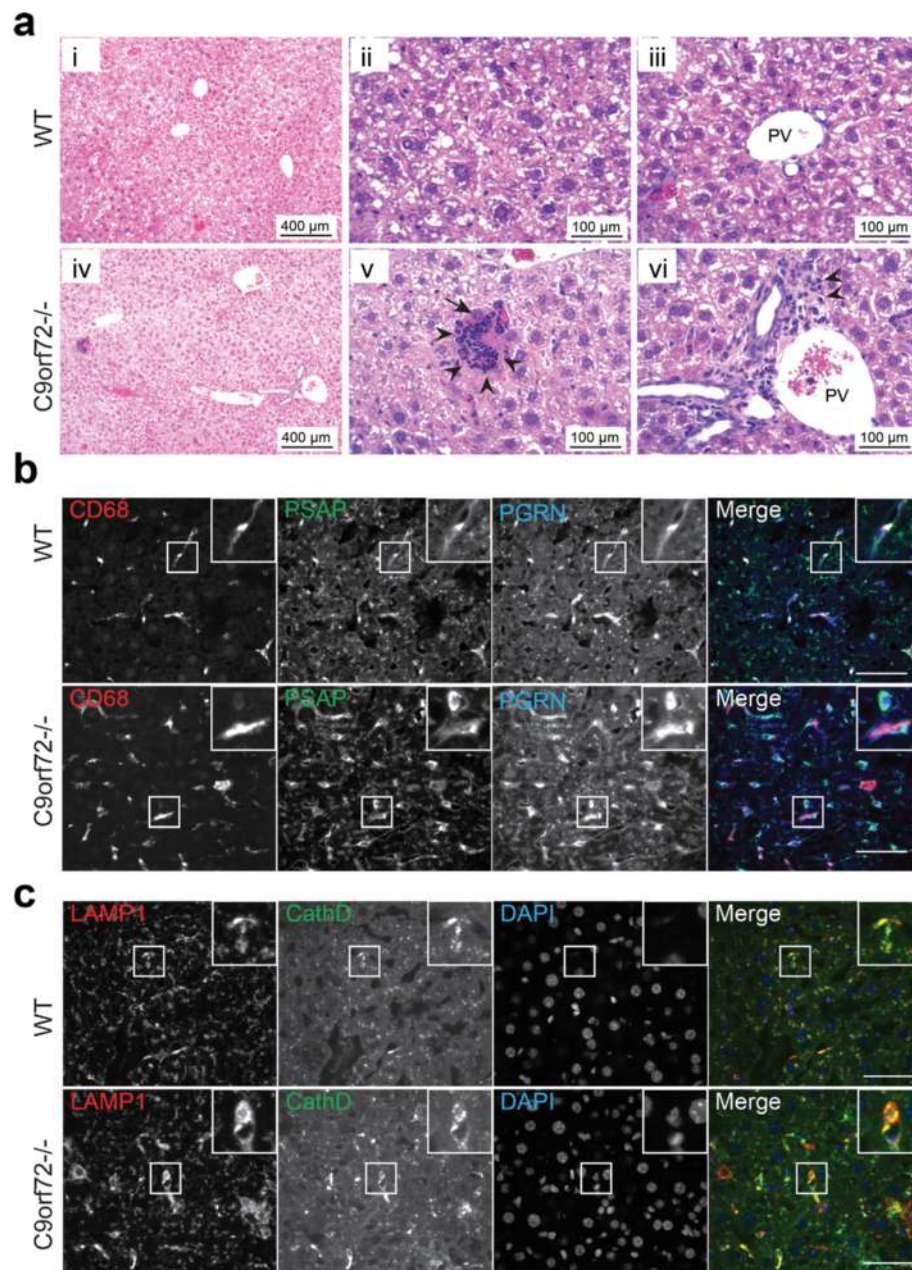 a
i ii iii
WT
PV
400 µm 100 µm 100 µm
iv v vi
C9orf72-/-
PV
400 µm 100 µm 100 µm
b
CD68 PSAP PGRN Merge
WT
CD68 PSAP PGRN Merge
C9orf72-/-
c
LAMP1 CathD DAPI Merge
WT
LAMP1 CathD DAPI Merge
C9orf72-/-